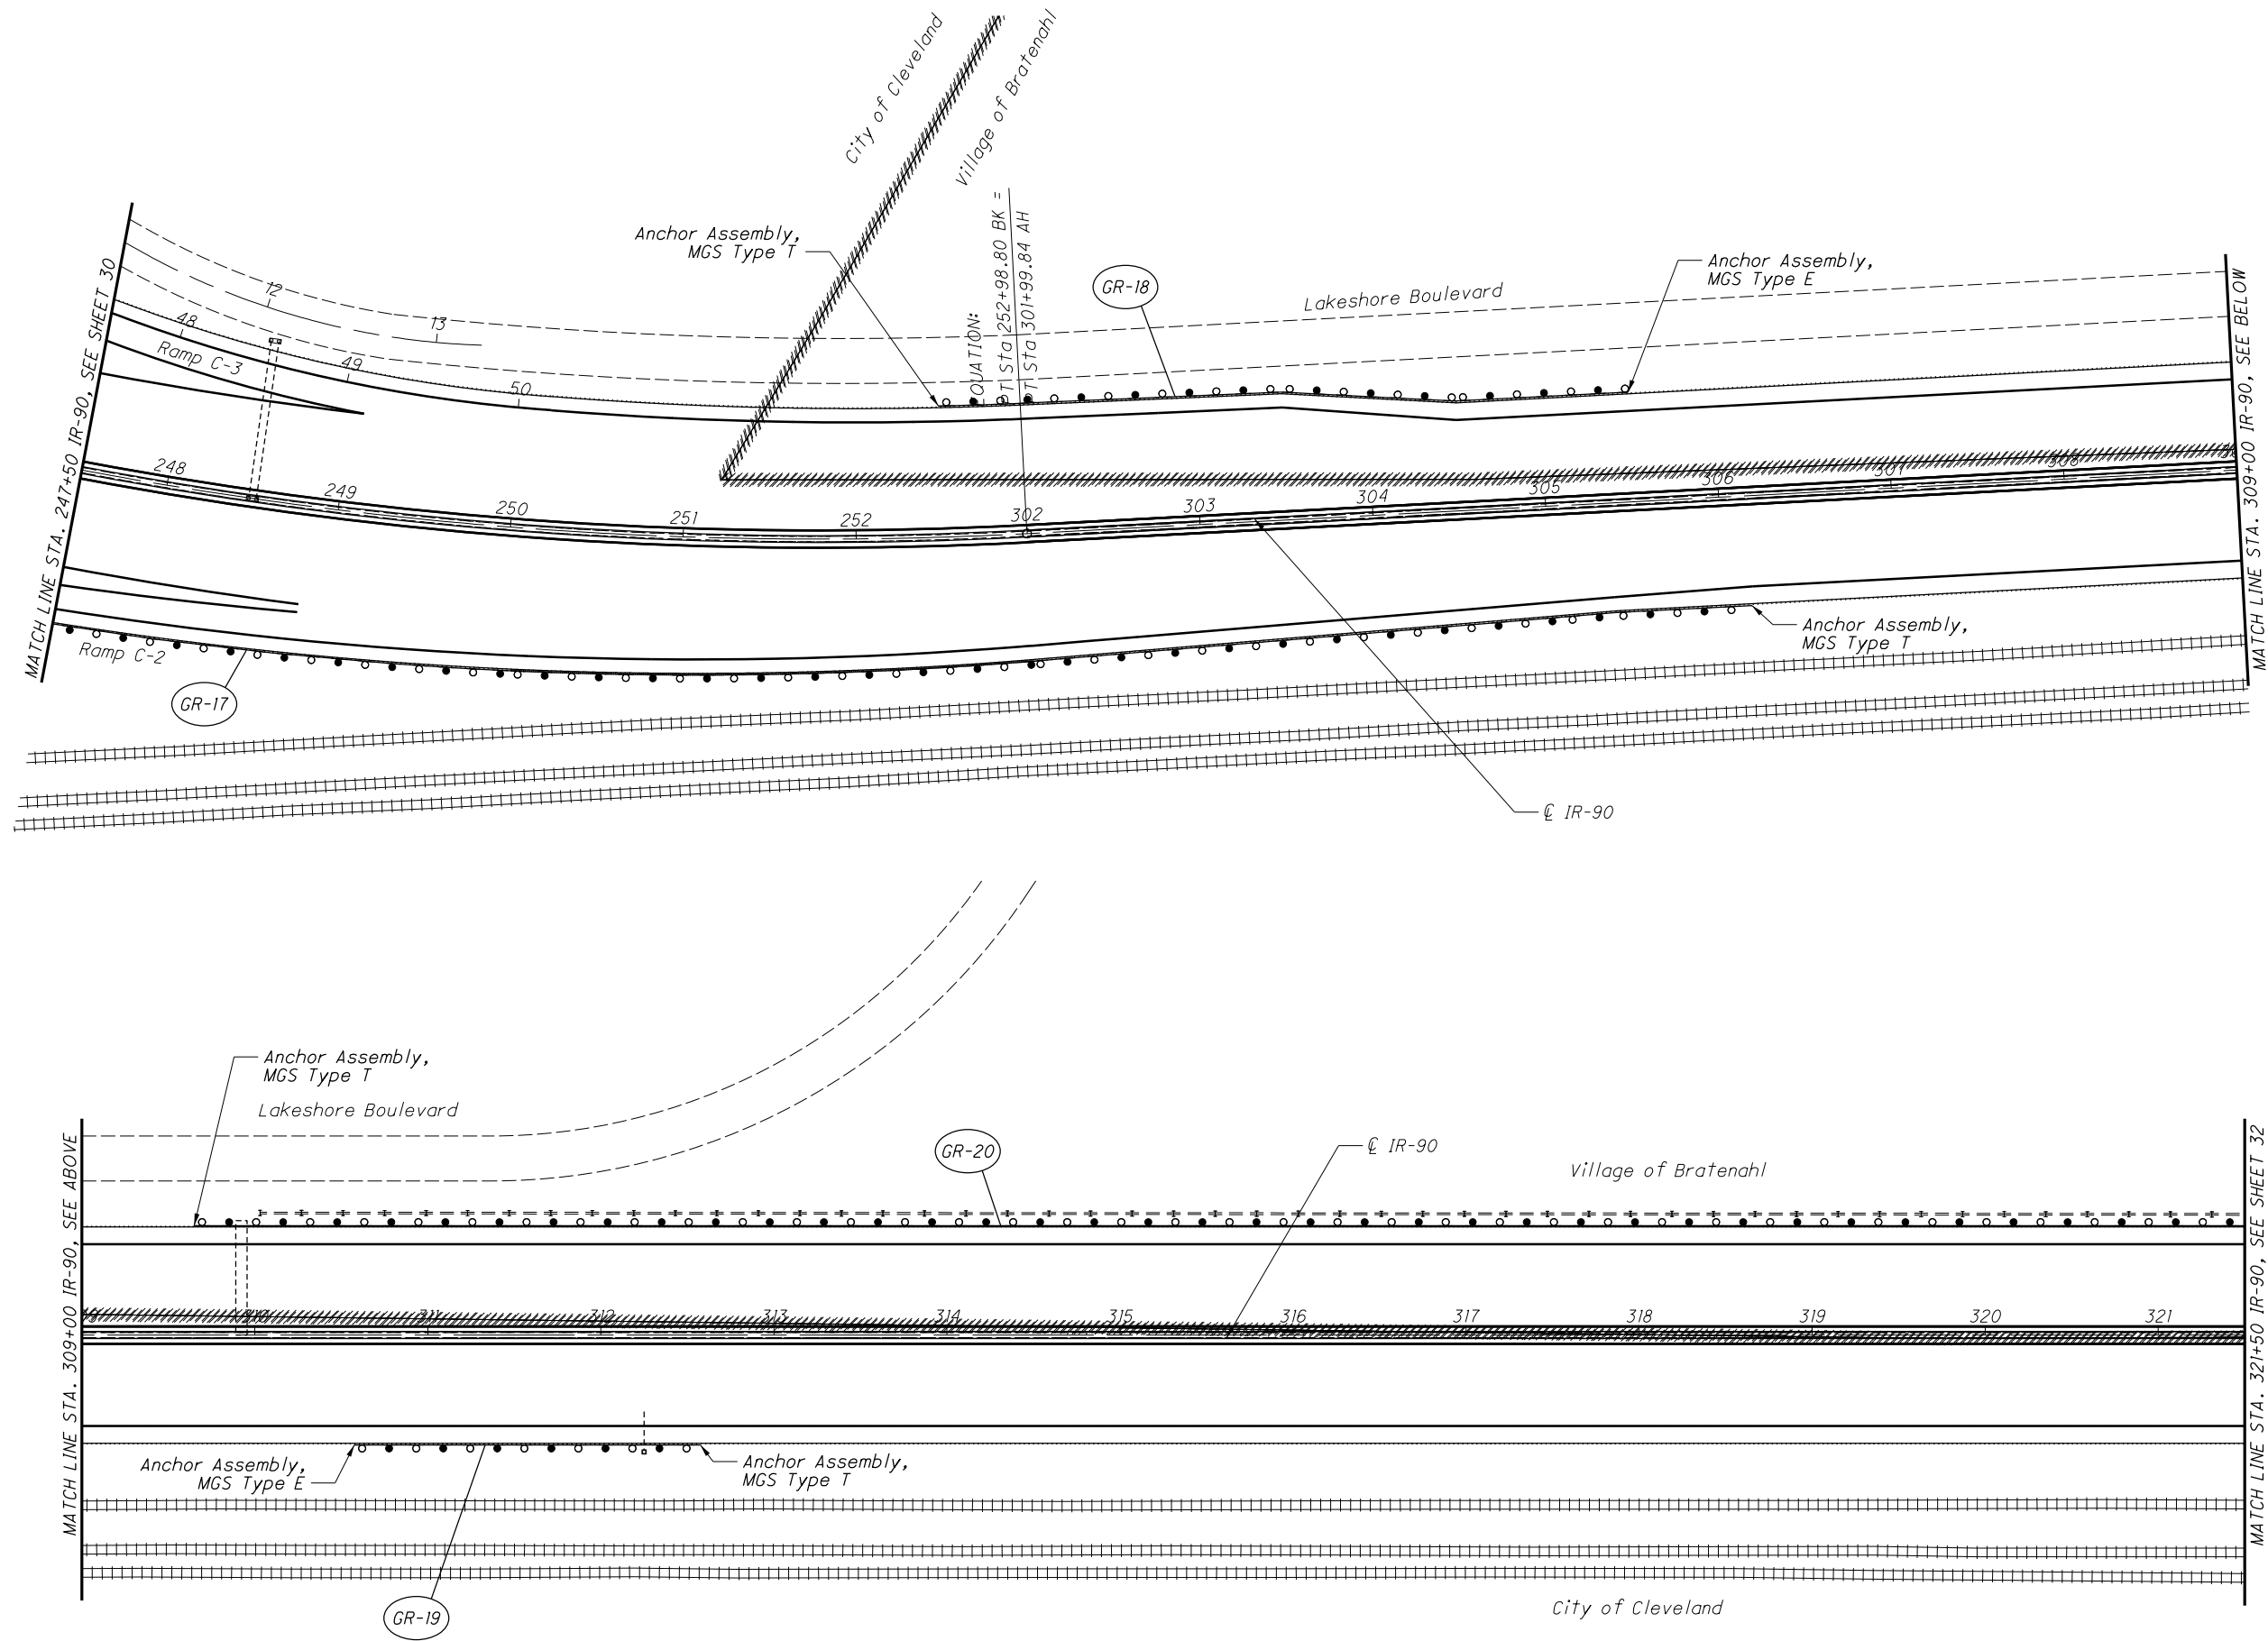 City of Cleveland
Village of Bratenahl
EQUATION:
PT Sta 252+98.80 BK =
PT Sta 301+99.84 AH
Anchor Assembly,
MGS Type T
GR-18
Lakeshore Boulevard
Anchor Assembly,
MGS Type E
MATCH LINE STA. 247+50 IR-90, SEE SHEET 30
12
13
48
49
50
Ramp C-3
248
249
250
251
252
302
303
304
305
306
307
308
MATCH LINE STA. 309+00 IR-90, SEE BELOW
Ramp C-2
GR-17
Anchor Assembly,
MGS Type T
℄ IR-90
Anchor Assembly,
MGS Type T
Lakeshore Boulevard
GR-20
℄ IR-90
Village of Bratenahl
MATCH LINE STA. 309+00 IR-90, SEE ABOVE
310
311
312
313
314
315
316
317
318
319
320
321
MATCH LINE STA. 321+50 IR-90, SEE SHEET 32
Anchor Assembly,
MGS Type E
Anchor Assembly,
MGS Type T
GR-19
City of Cleveland